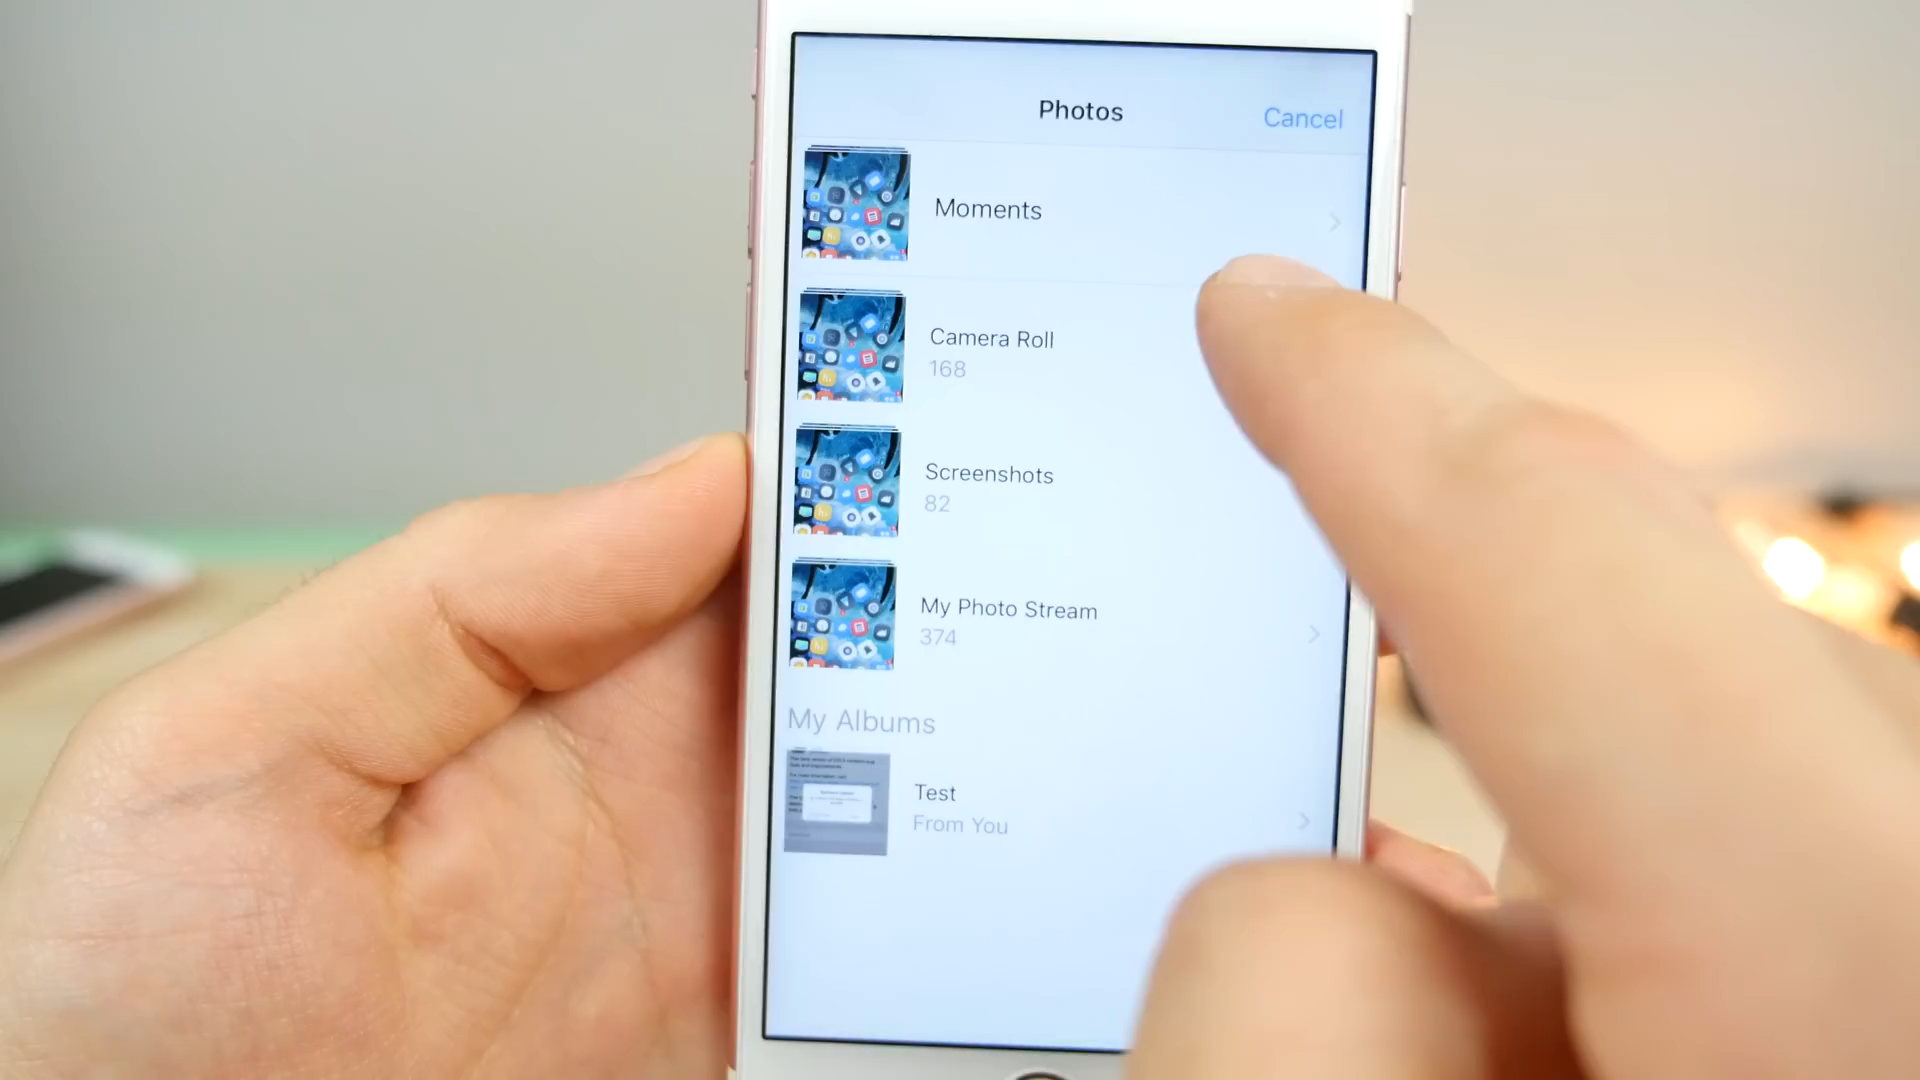 Photos
Cancel
Moments
Camera Roll
168
Screenshots
82
My Photo Stream
374
My Albums
Test
From You